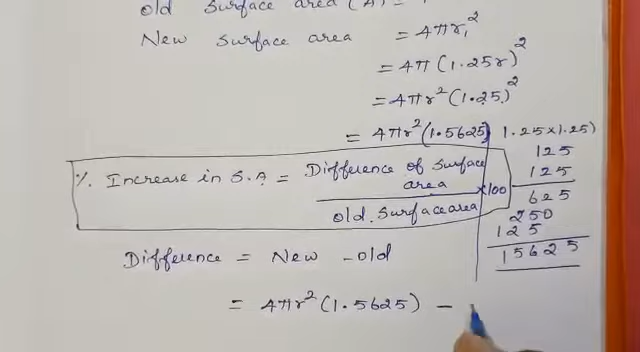 Old Surface area (A) =
New Surface area = 4πr₁²
= 4π(1.25r)²
= 4πr²(1.25)²
= 4πr²(1.5625)
1.25×1.25)
125
125
625
250
125
15625
%. Increase in S.A = Difference of Surface area / old. Surface area ×100
Difference = New - old
= 4πr²(1.5625) -